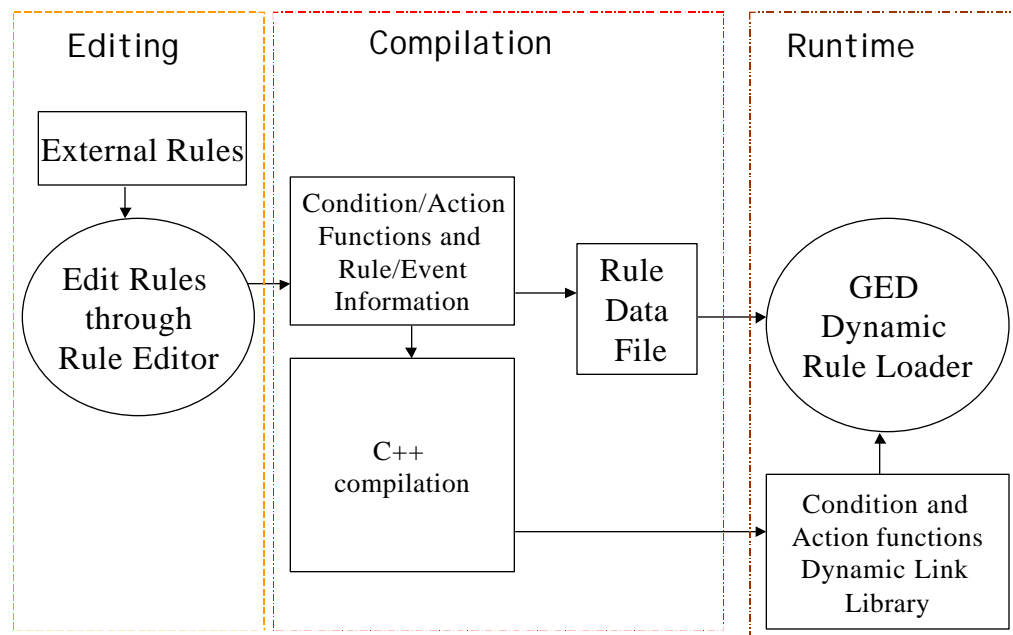 Editing
Compilation
Runtime
External Rules
Edit Rules
through
Rule Editor
Condition/Action
Functions and
Rule/Event
Information
C++
compilation
Rule
Data
File
GED
Dynamic
Rule Loader
Condition and
Action functions
Dynamic Link
Library